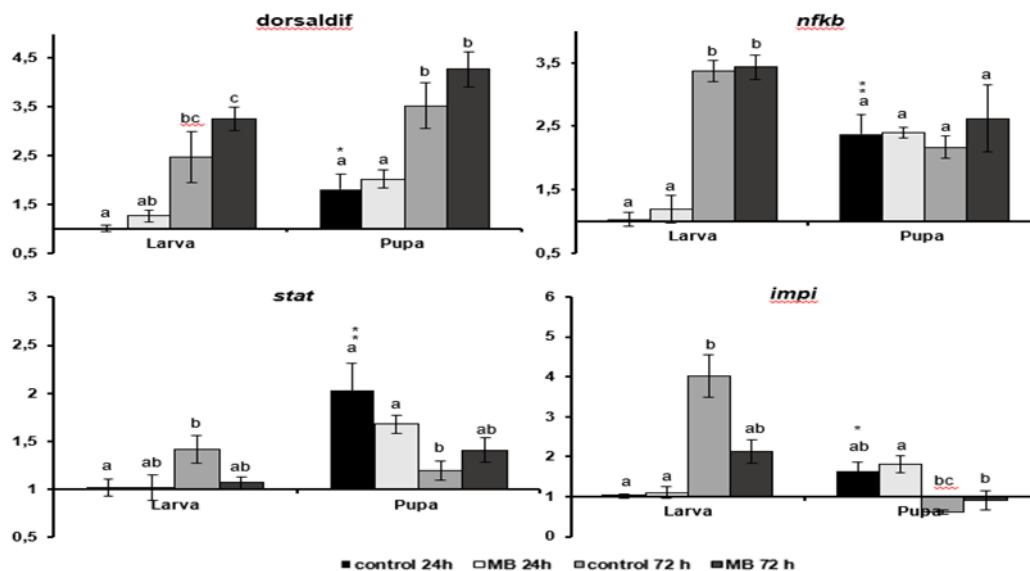 dorsaldif
4,5
3,5
2,5
1,5
0,5
a
ab
bc
c
*
a
a
b
b
Larva
Pupa
nfkb
3,5
2,5
1,5
0,5
a
a
b
b
*
*
a
a
a
a
Larva
Pupa
stat
3
2,5
2
1,5
1
0,5
a
ab
b
ab
*
*
a
a
b
ab
Larva
Pupa
impi
6
5
4
3
2
1
0
a
a
b
ab
*
ab
a
bc
b
Larva
Pupa
control 24h MB 24h control 72 h MB 72 h